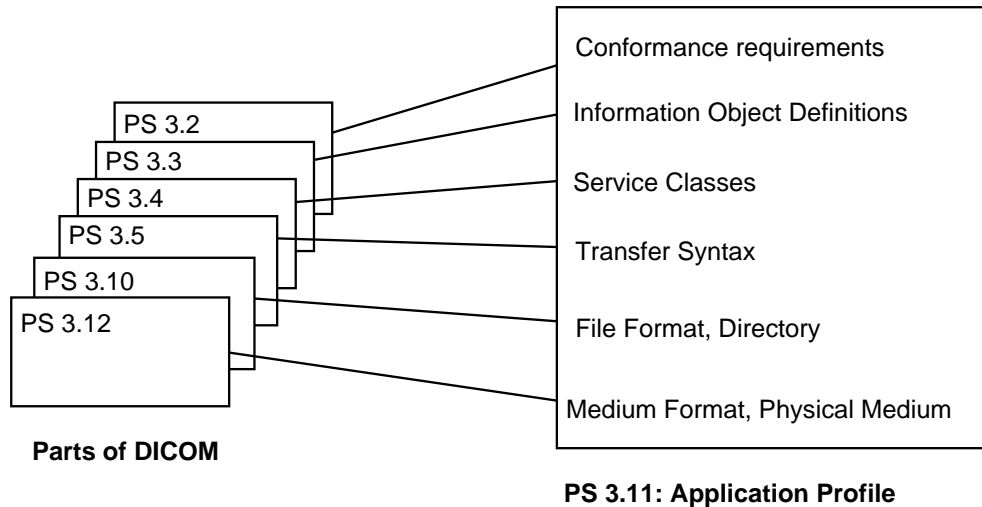 PS 3.2
PS 3.3
PS 3.4
PS 3.5
PS 3.10
PS 3.12
Parts of DICOM
Conformance requirements
Information Object Definitions
Service Classes
Transfer Syntax
File Format, Directory
Medium Format, Physical Medium
PS 3.11: Application Profile